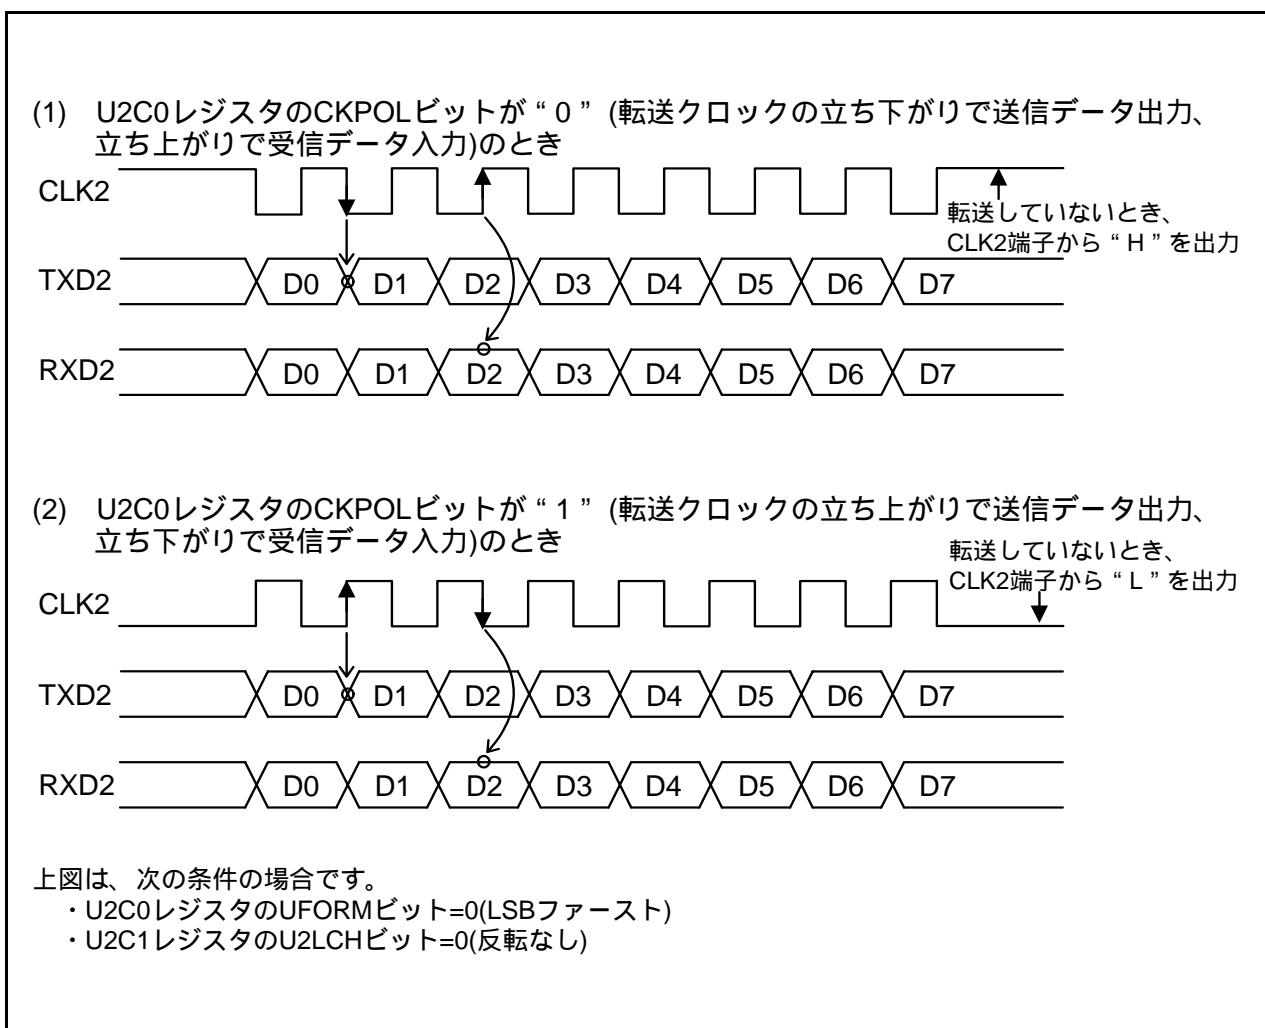 (1) U2C0レジスタのCKPOLビットが“0”(転送クロックの立ち下がりで送信データ出力、
立ち上がりで受信データ入力)のとき
CLK2
転送していないとき、
CLK2端子から“H”を出力
TXD2 D0 D1 D2 D3 D4 D5 D6 D7
RXD2 D0 D1 D2 D3 D4 D5 D6 D7
(2) U2C0レジスタのCKPOLビットが“1”(転送クロックの立ち上がりで送信データ出力、
立ち下がりで受信データ入力)のとき
転送していないとき、
CLK2端子から“L”を出力
CLK2
TXD2 D0 D1 D2 D3 D4 D5 D6 D7
RXD2 D0 D1 D2 D3 D4 D5 D6 D7
上図は、次の条件の場合です。
・U2C0レジスタのUFORMビット=0(LSBファースト)
・U2C1レジスタのU2LCHビット=0(反転なし)